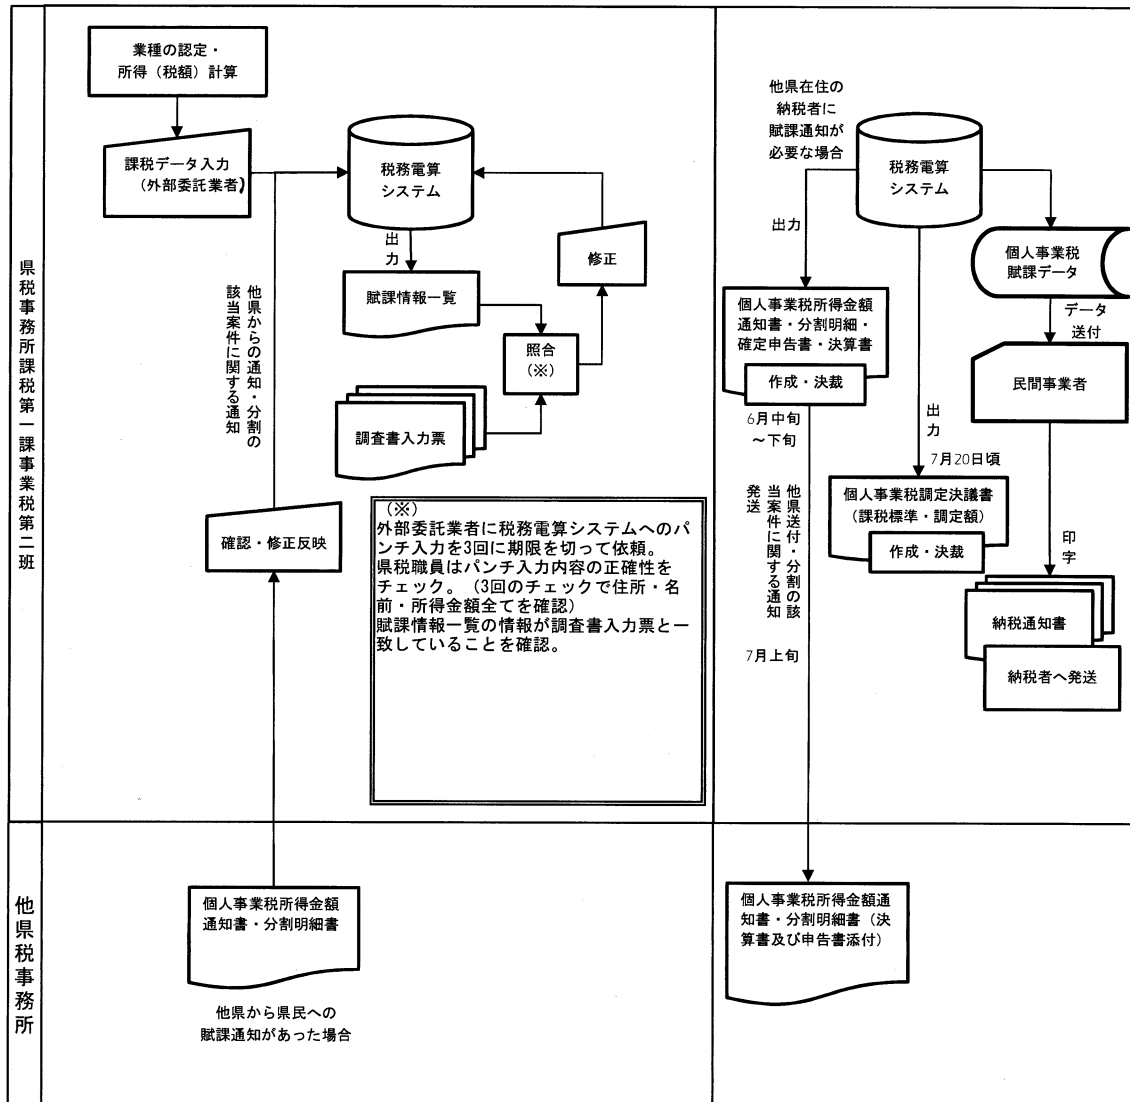 県税事務所課税第一課事業税第二班
業種の認定・
所得（税額）計算
課税データ入力
（外部委託業者）
税務電算
システム
出
力
賦課情報一覧
修正
照合
（※）
調査書入力票
他県からの通知・分割の
該当案件に関する通知
確認・修正反映
（※）
外部委託業者に税務電算システムへのパ
ンチ入力を3回に期限を切って依頼。
県税職員はパンチ入力内容の正確性を
チェック。（3回のチェックで住所・名
前・所得金額全てを確認）
賦課情報一覧の情報が調査書入力票と一
致していることを確認。
他県在住の
納税者に
賦課通知が
必要な場合
税務電算
システム
出力
個人事業税
賦課データ
データ
送付
民間事業者
個人事業税所得金額
通知書・分割明細・
確定申告書・決算書
作成・決裁
6月中旬
～下旬
出
力
7月20日頃
個人事業税調定決議書
（課税標準・調定額）
作成・決裁
他県送付・分割の該
当案件に関する通知
発送
7月上旬
印
字
納税通知書
納税者へ発送
他県税事務所
個人事業税所得金額
通知書・分割明細書
他県から県民への
賦課通知があった場合
個人事業税所得金額通
知書・分割明細書（決
算書及び申告書添付）